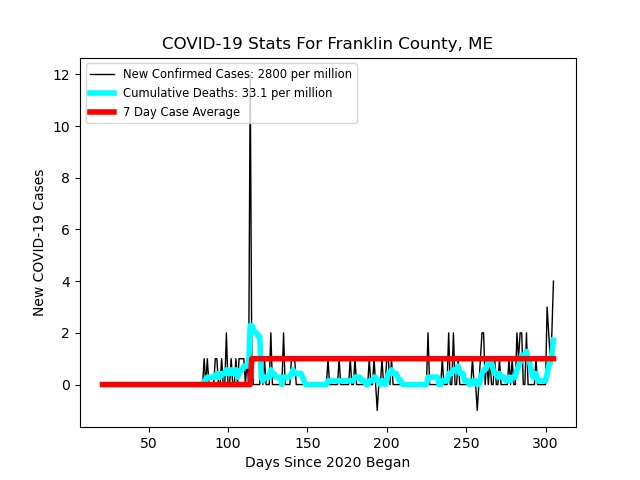 COVID-19 Stats For Franklin County, ME
New Confirmed Cases: 2800 per million
Cumulative Deaths: 33.1 per million
7 Day Case Average
12
10
8
6
4
2
0
New COVID-19 Cases
50 100 150 200 250 300
Days Since 2020 Began